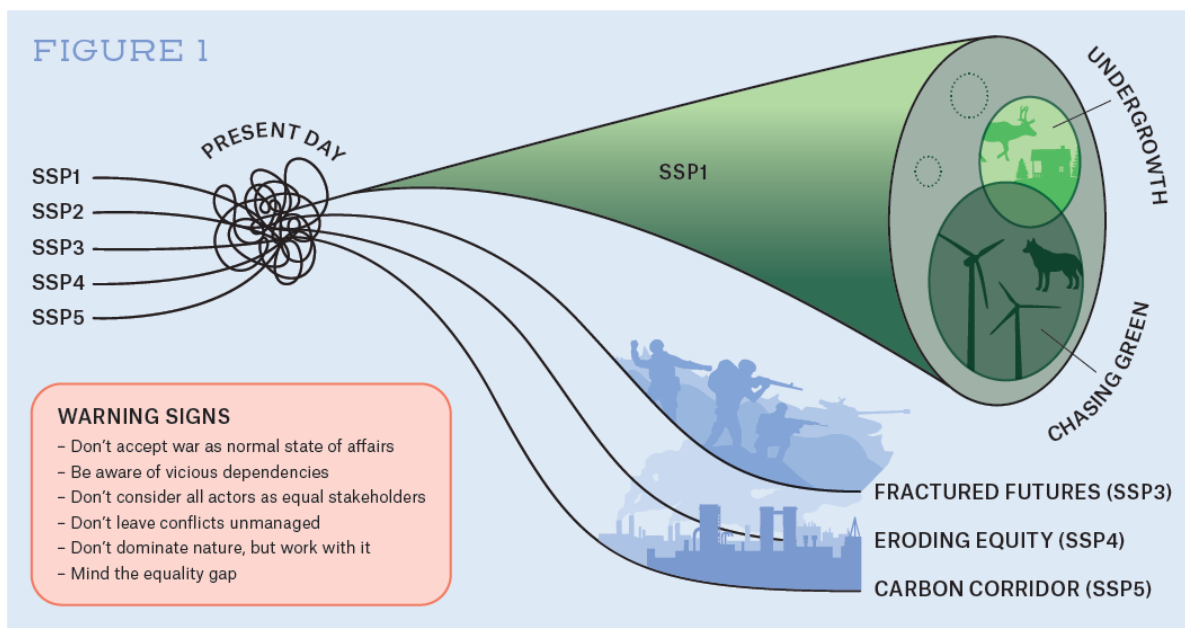 FIGURE 1
PRESENT DAY
SSP1
SSP2
SSP3
SSP4
SSP5
SSP1
UNDERGROWTH
CHASING GREEN
WARNING SIGNS
– Don't accept war as normal state of affairs
– Be aware of vicious dependencies
– Don't consider all actors as equal stakeholders
– Don't leave conflicts unmanaged
– Don't dominate nature, but work with it
– Mind the equality gap
FRACTURED FUTURES (SSP3)
ERODING EQUITY (SSP4)
CARBON CORRIDOR (SSP5)